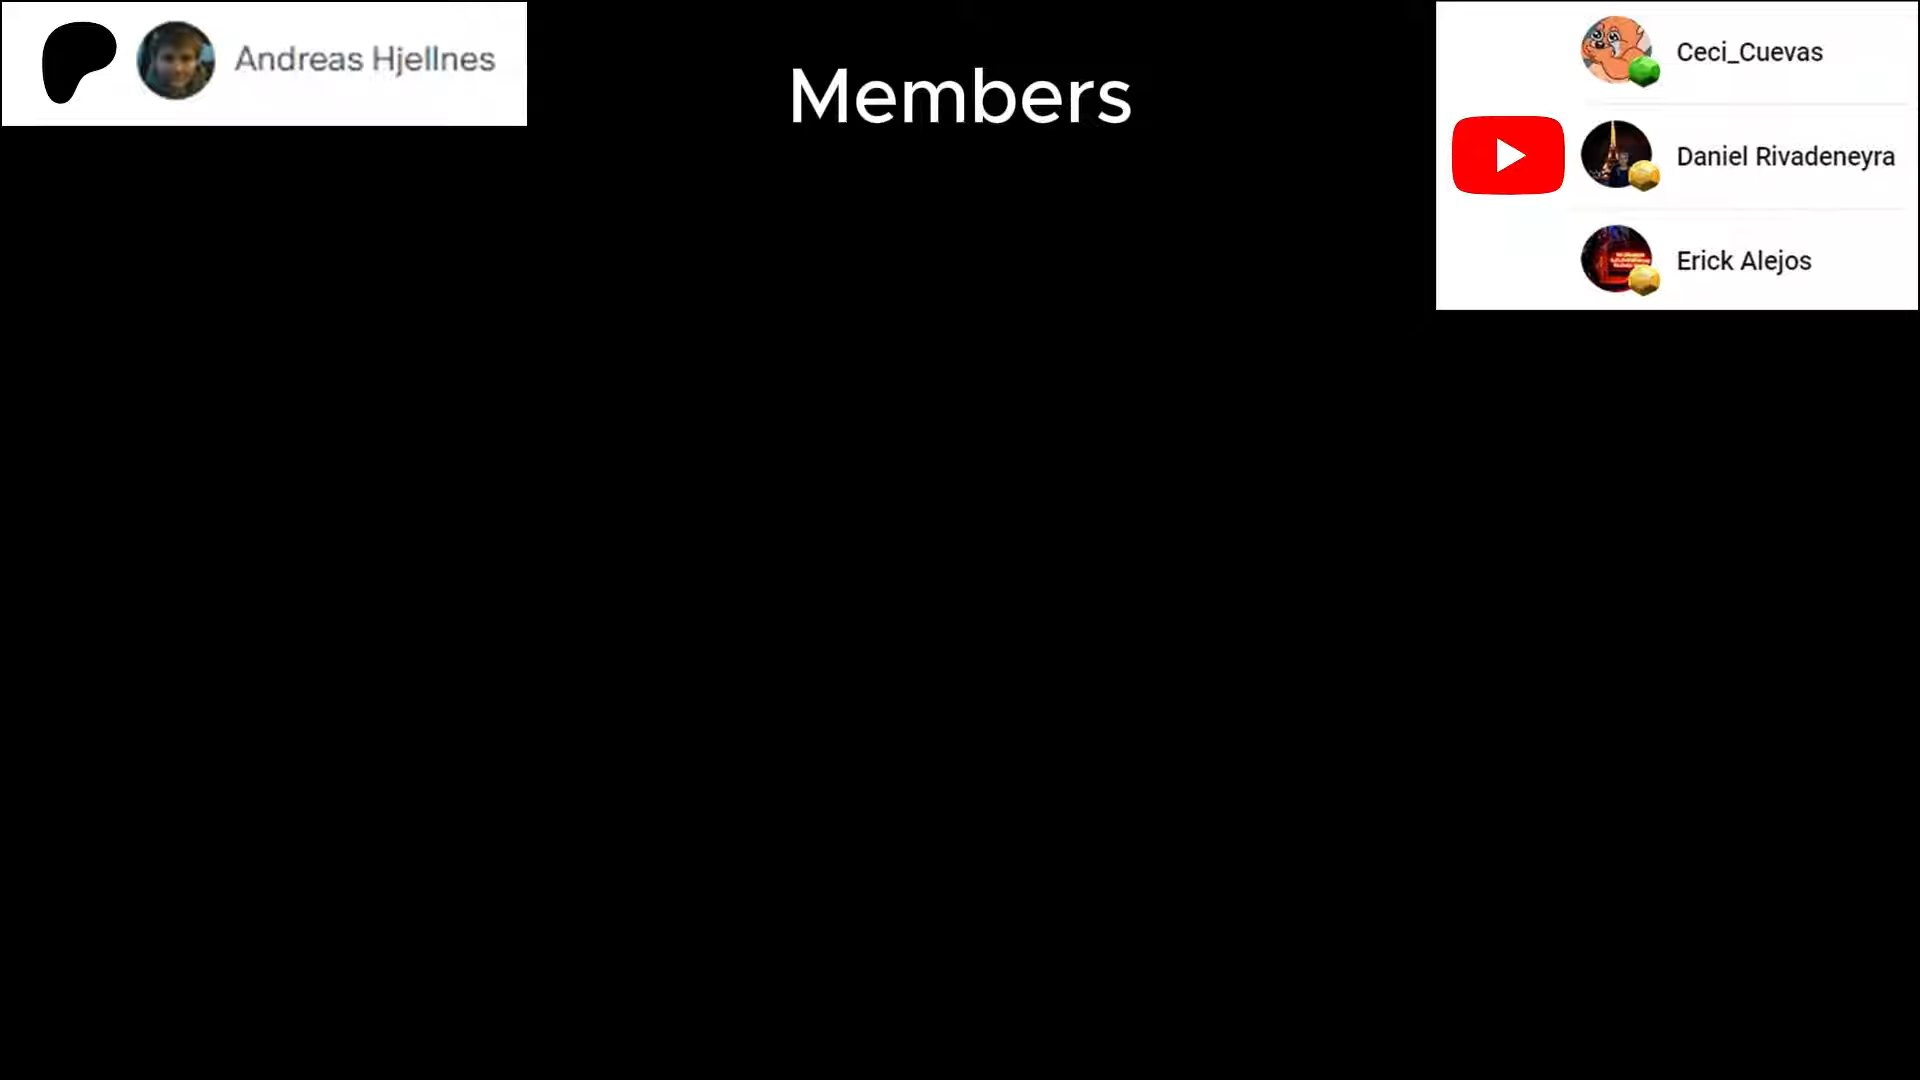 Andreas Hjellnes
Members
Ceci_Cuevas
Daniel Rivadeneyra
Erick Alejos